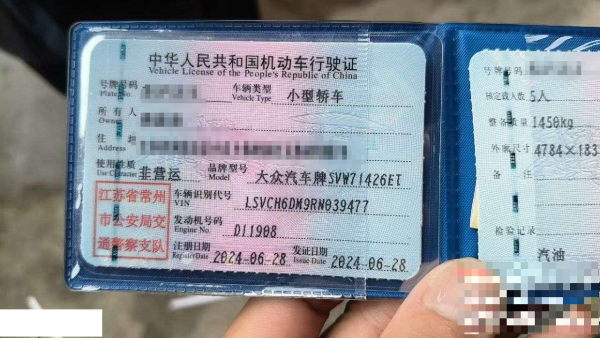 中华人民共和国机动车行驶证
Vehicle License of the People's Republic of China
号牌号码 车辆类型 小型轿车
Plate No. Vehicle Type
所有人
Owner
住址
Address
使用性质 非营运 品牌型号 大众汽车牌SVW71426ET
Use Character Model
江苏省常州
市公安局交
通警察支队
车辆识别代号 LSVCH6DM9RN039477
VIN
发动机号码 D11908
Engine No.
注册日期 2024-06-28 发证日期 2024-06-28
Register Date Issue Date
号牌号码
核定载人数 5人
整备质量 1450kg
外廓尺寸 4784×183
备注
检验记录
汽油